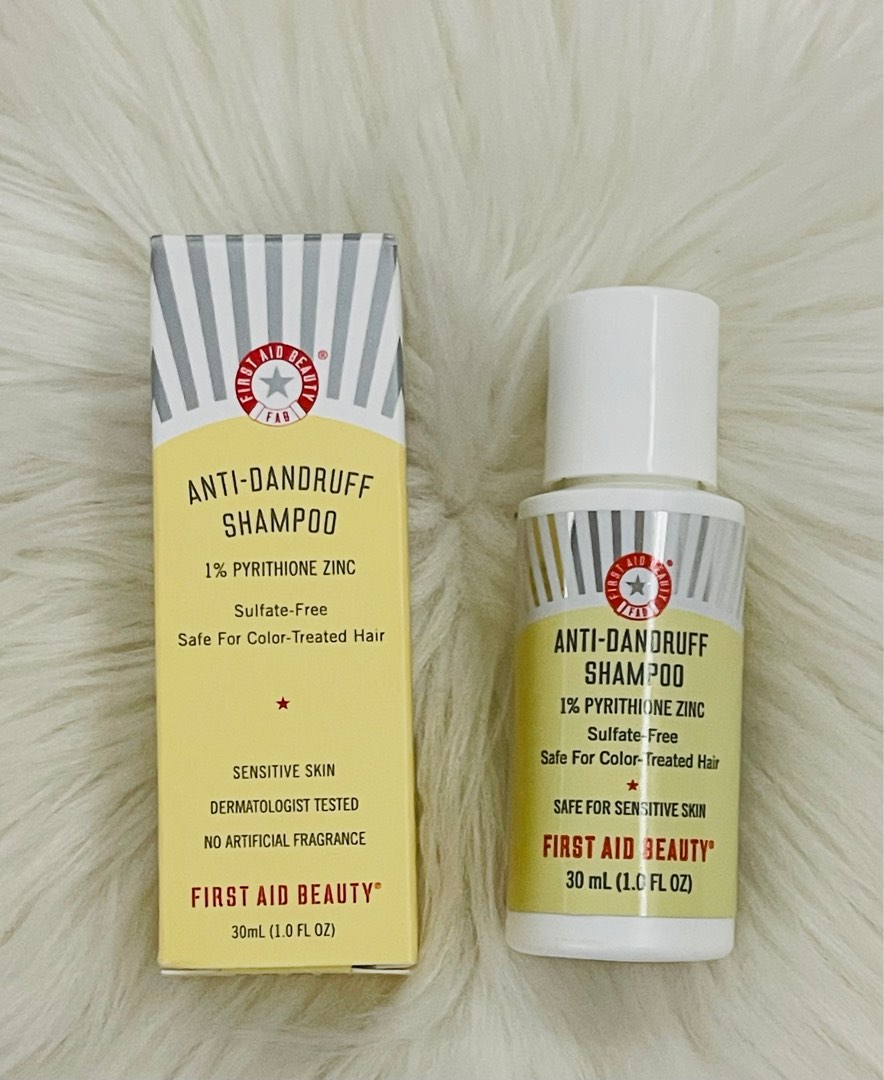 FIRST AID BEAUTY®
FAB
ANTI-DANDRUFF
SHAMPOO
1% PYRITHIONE ZINC
Sulfate-Free
Safe For Color-Treated Hair
SENSITIVE SKIN
DERMATOLOGIST TESTED
NO ARTIFICIAL FRAGRANCE
FIRST AID BEAUTY®
30mL (1.0 FL OZ)
FIRST AID BEAUTY
FAB
ANTI-DANDRUFF
SHAMPOO
1% PYRITHIONE ZINC
Sulfate-Free
Safe For Color-Treated Hair
SAFE FOR SENSITIVE SKIN
FIRST AID BEAUTY®
30 mL (1.0 FL OZ)